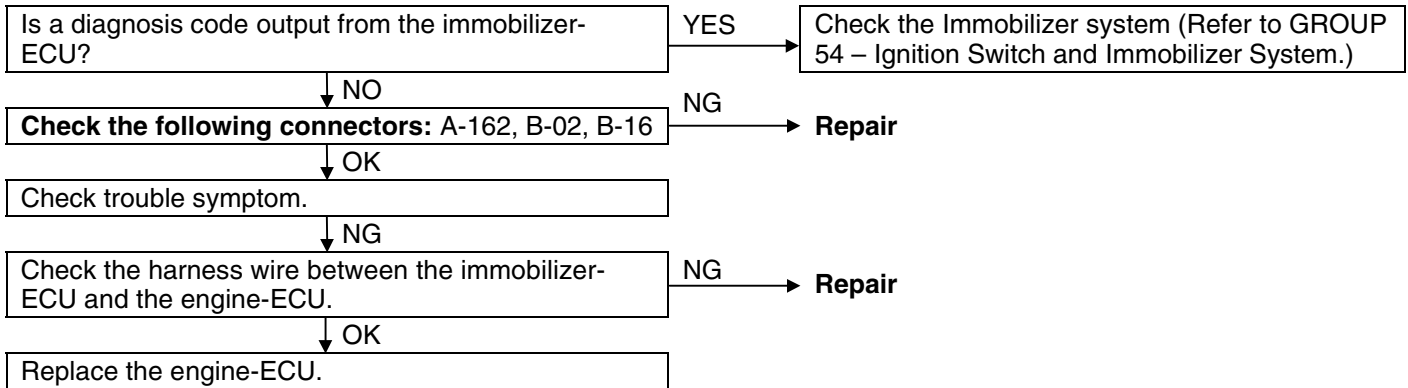 Is a diagnosis code output from the immobilizer-
ECU?
YES
Check the Immobilizer system (Refer to GROUP
54 – Ignition Switch and Immobilizer System.)
NO
Check the following connectors: A-162, B-02, B-16
NG
Repair
OK
Check trouble symptom.
NG
Check the harness wire between the immobilizer-
ECU and the engine-ECU.
NG
Repair
OK
Replace the engine-ECU.